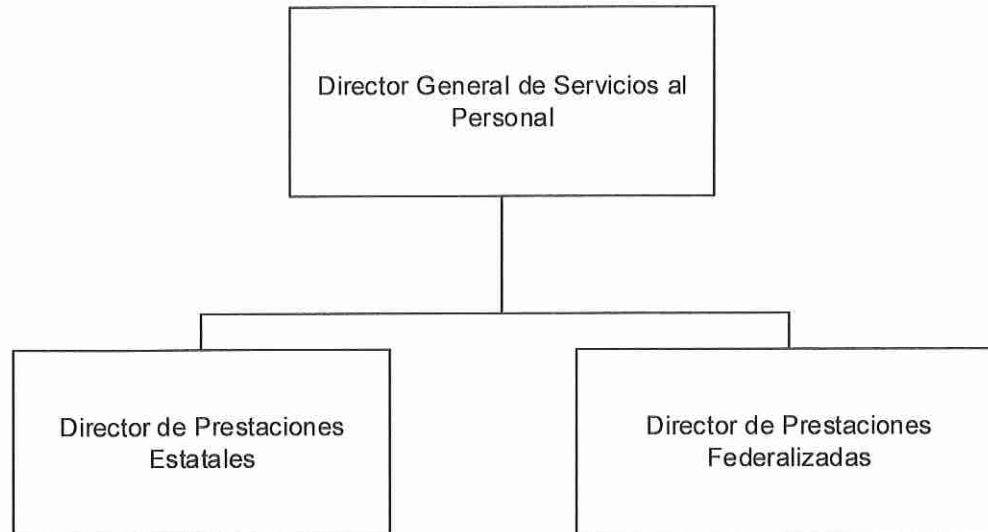 Director General de Servicios al
Personal
Director de Prestaciones
Estatales
Director de Prestaciones
Federalizadas